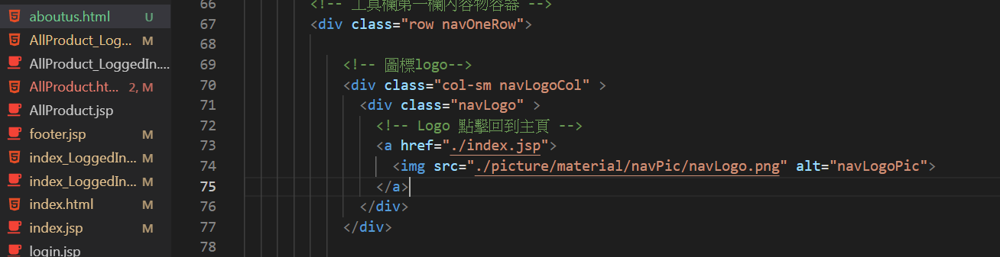 aboutus.html U
AllProduct_Log... M
AllProduct_LoggedIn....
AllProduct.ht... 2, M
AllProduct.jsp
footer.jsp M
index_LoggedIn... M
index_LoggedIn... M
index.html M
index.jsp M
login.jsp
66 <!-- 工具欄第一欄內容物容器 -->
67 <div class="row navOneRow">
68
69 <!-- 圖標logo-->
70 <div class="col-sm navLogoCol" >
71 <div class="navLogo" >
72 <!-- Logo 點擊回到主頁 -->
73 <a href="./index.jsp">
74 <img src="./picture/material/navPic/navLogo.png" alt="navLogoPic">
75 </a>
76 </div>
77 </div>
78